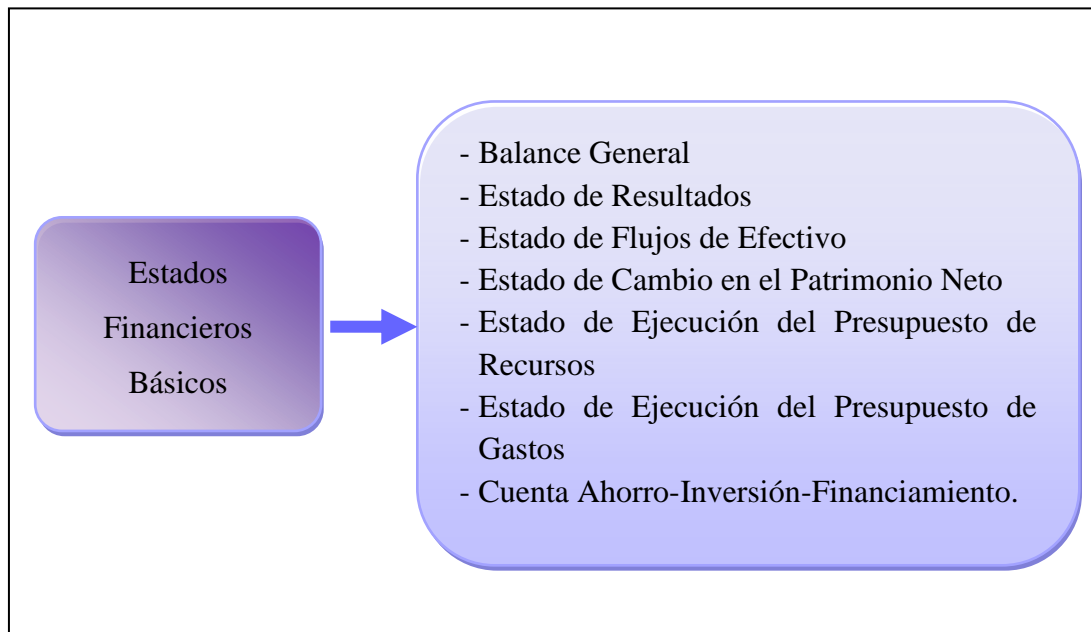 Estados
Financieros
Básicos
- Balance General
- Estado de Resultados
- Estado de Flujos de Efectivo
- Estado de Cambio en el Patrimonio Neto
- Estado de Ejecución del Presupuesto de
Recursos
- Estado de Ejecución del Presupuesto de
Gastos
- Cuenta Ahorro-Inversión-Financiamiento.